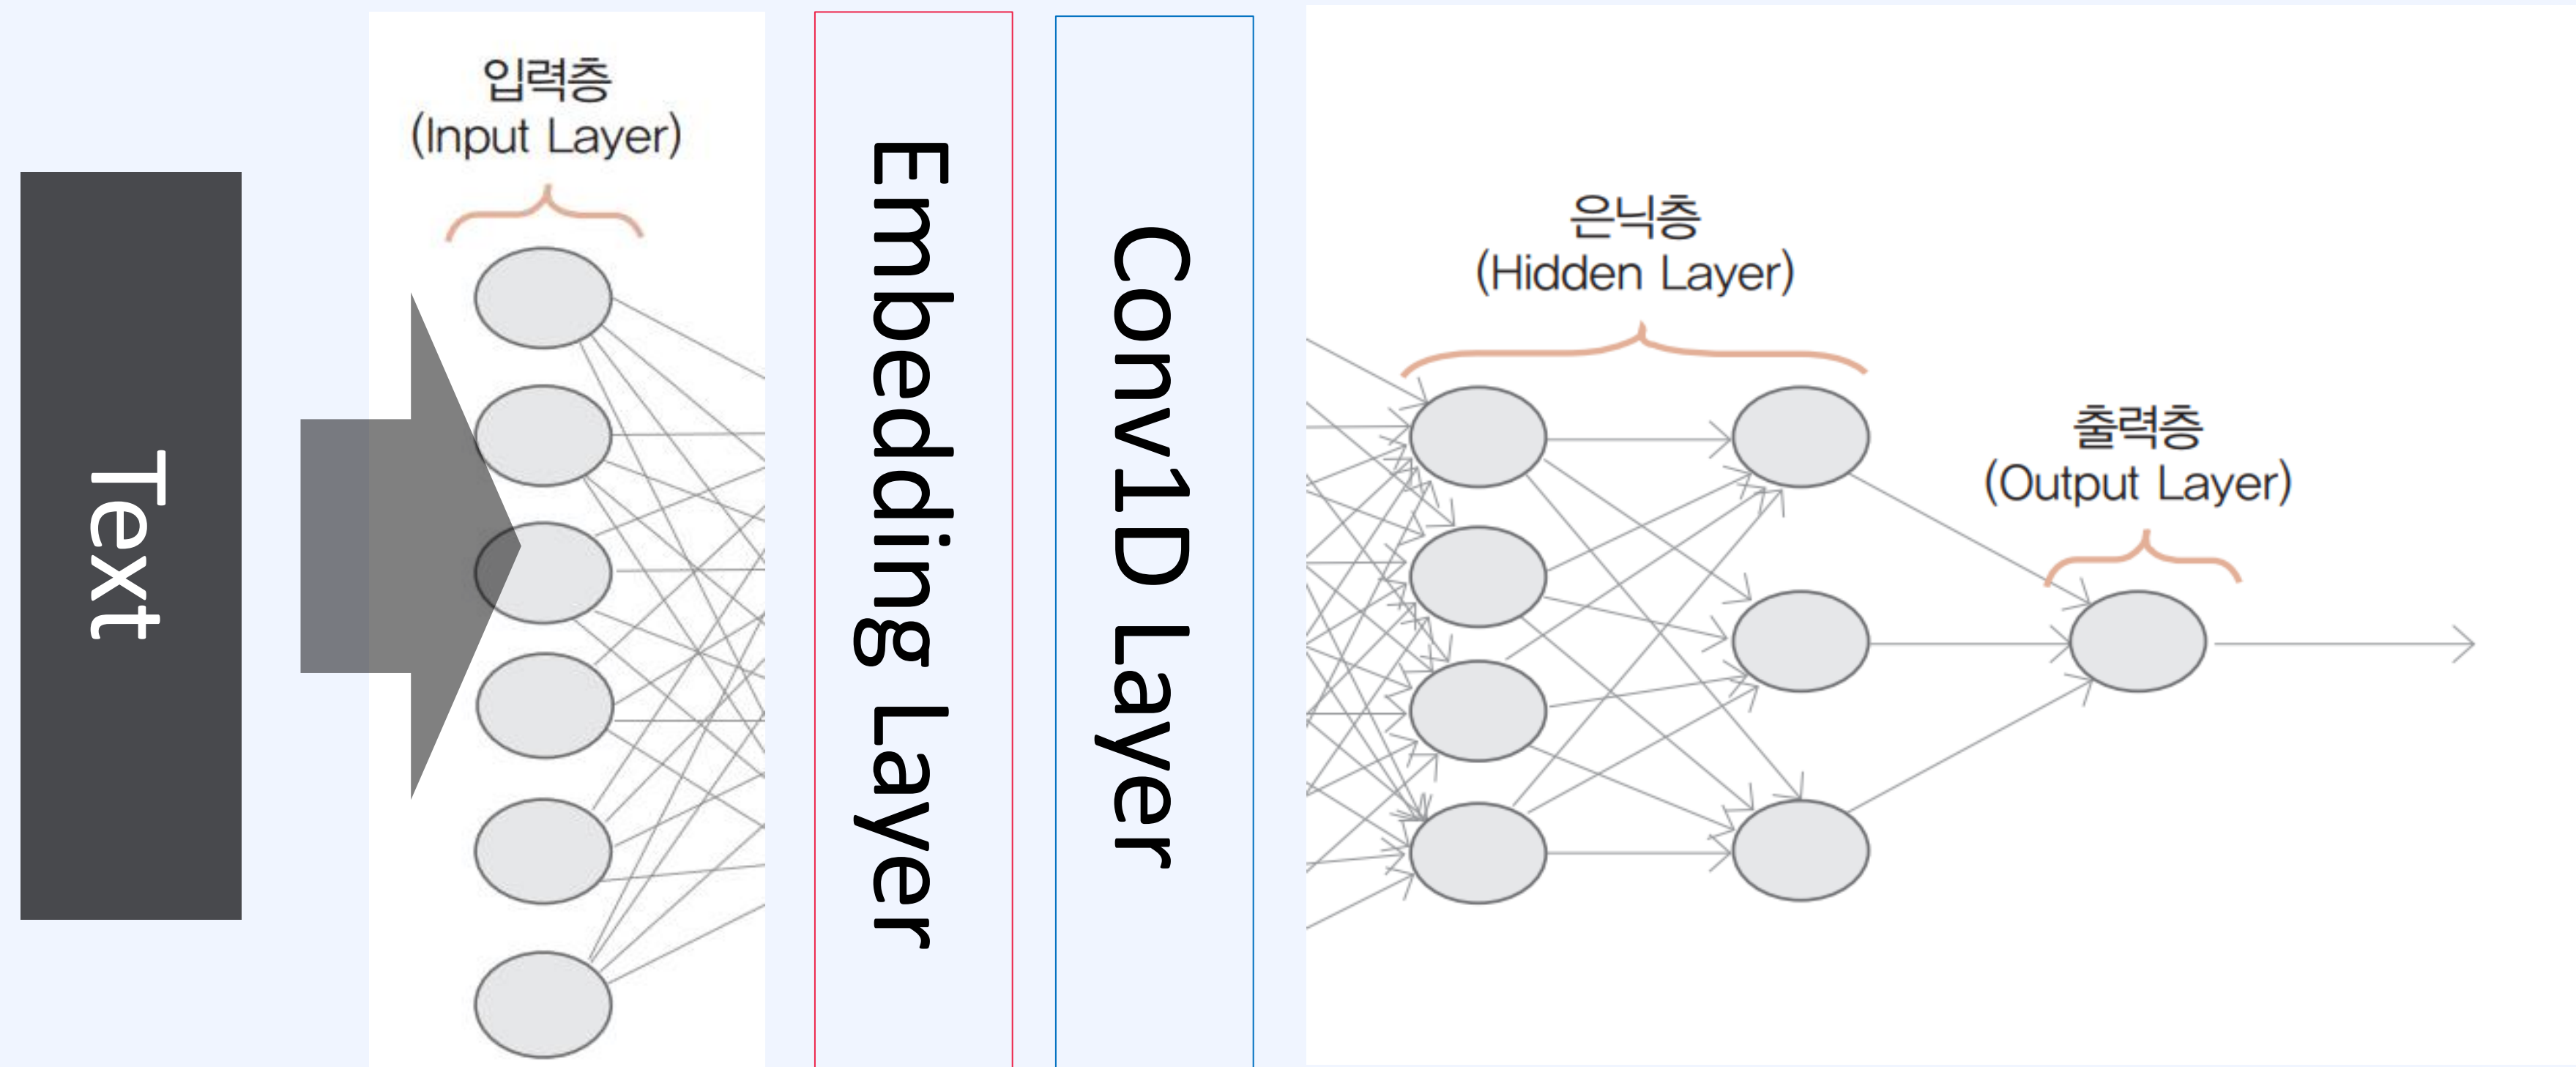 Text
입력층
(Input Layer)
Embedding Layer
Conv1D Layer
은닉층
(Hidden Layer)
출력층
(Output Layer)